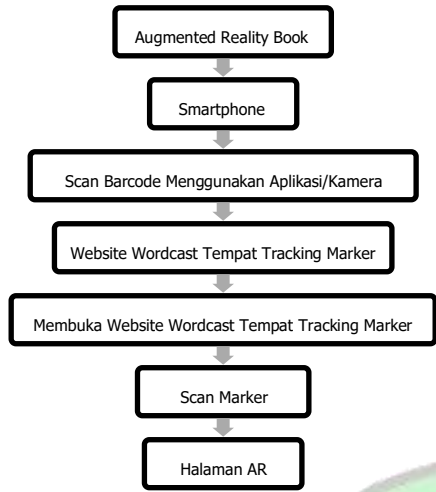 Augmented Reality Book
Smartphone
Scan Barcode Menggunakan Aplikasi/Kamera
Website Wordcast Tempat Tracking Marker
Membuka Website Wordcast Tempat Tracking Marker
Scan Marker
Halaman AR